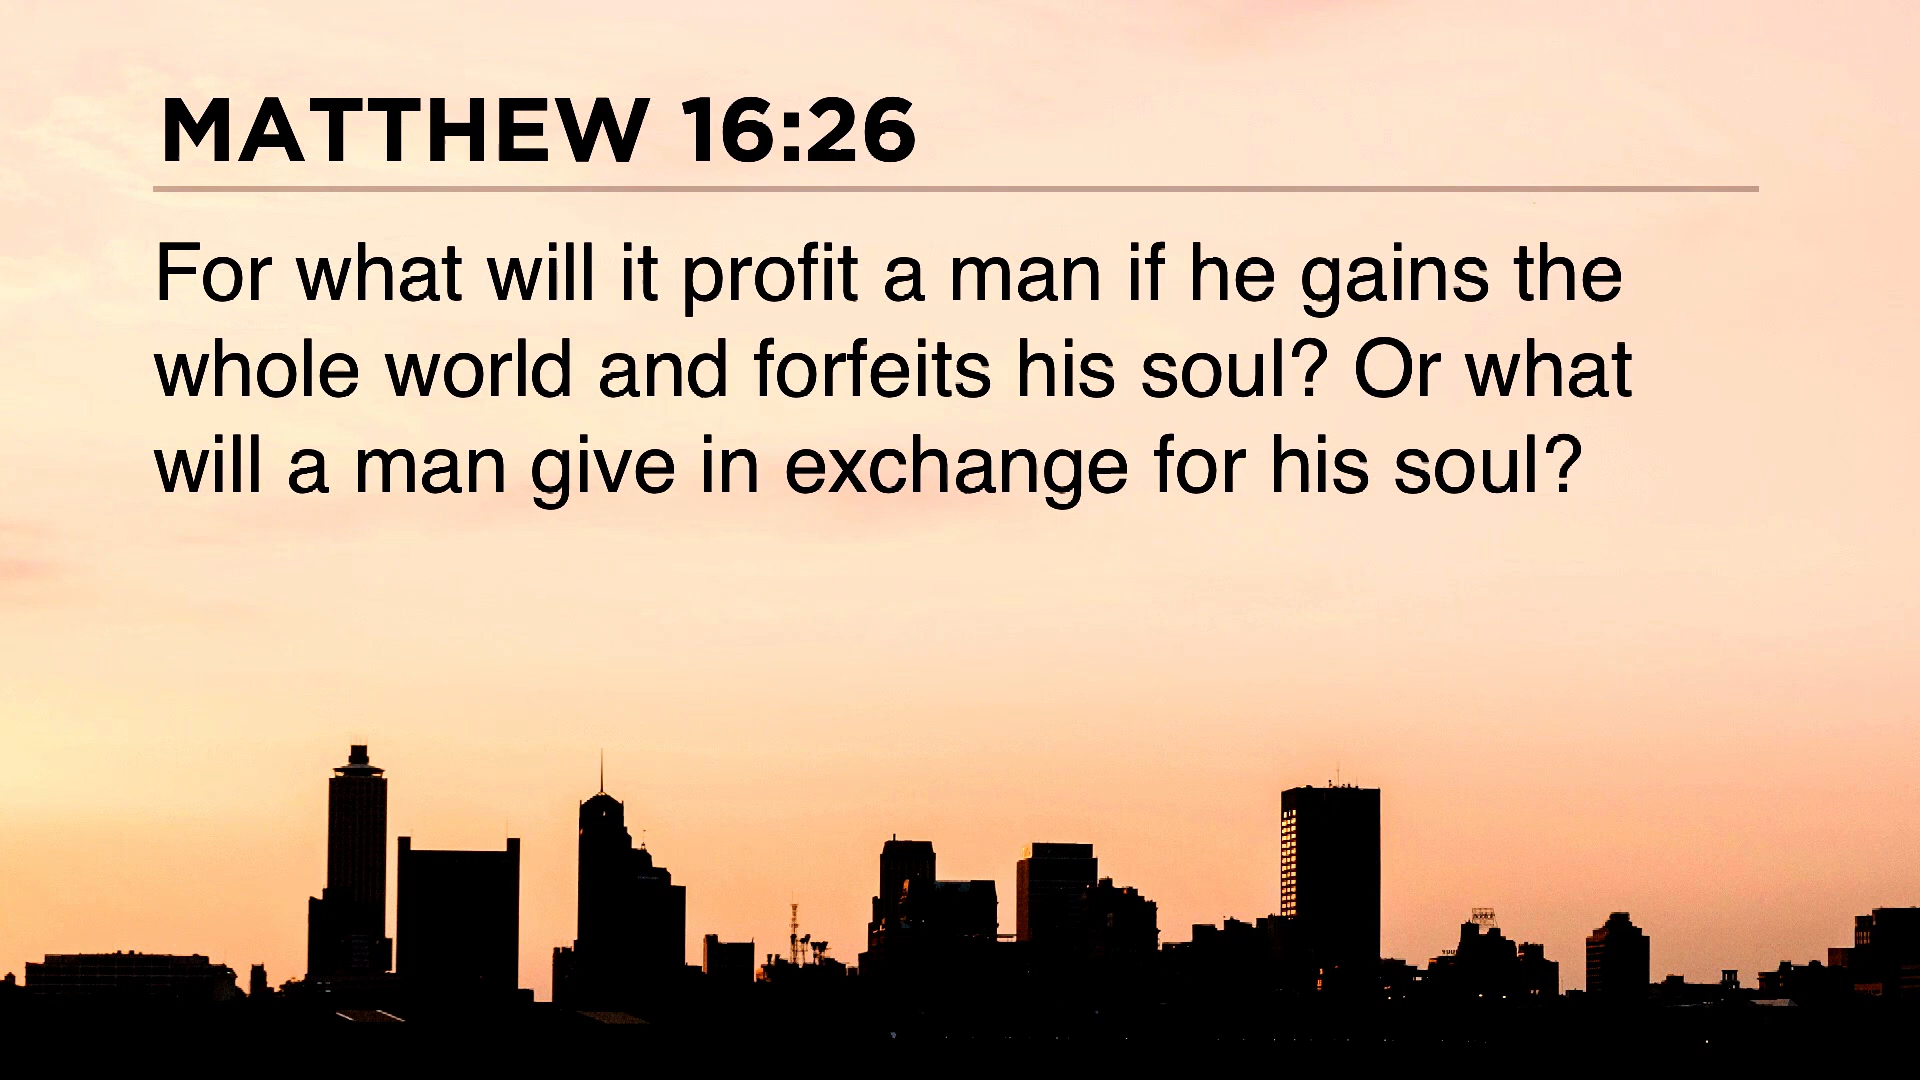 MATTHEW 16:26
For what will it profit a man if he gains the
whole world and forfeits his soul? Or what
will a man give in exchange for his soul?